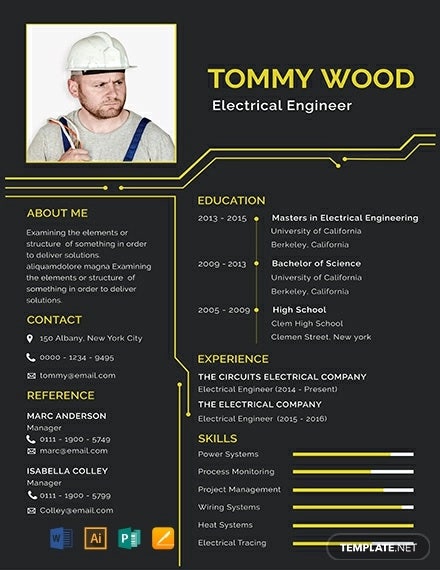 TOMMY WOOD
Electrical Engineer
ABOUT ME
Examining the elements or
structure of something in order
to deliver solutions.
aliquamdolore magna Examining
the elements or structure of
something in order to deliver
solutions.
CONTACT
150 Albany, New York City
0000 - 1234 - 9495
tommy@email.com
REFERENCE
MARC ANDERSON
Manager
0111 - 1900 - 5749
marc@email.com
ISABELLA COLLEY
Manager
0111 - 1900 - 5799
Colley@email.com
EDUCATION
2013 - 2015
Masters in Electrical Engineering
University of California
Berkeley, California
2009 - 2013
Bachelor of Science
University of California
Berkeley, California
2005 - 2009
High School
Clem High School
Clemen Street, New york
EXPERIENCE
THE CIRCUITS ELECTRICAL COMPANY
Electrical Engineer (2014 - Present)
THE ELECTRICAL COMPANY
Electrical Engineer (2015 - 2016)
SKILLS
Power Systems
Process Monitoring
Project Management
Wiring Systems
Heat Systems
Electrical Tracing
W
Ai
P
TEMPLATE.NET